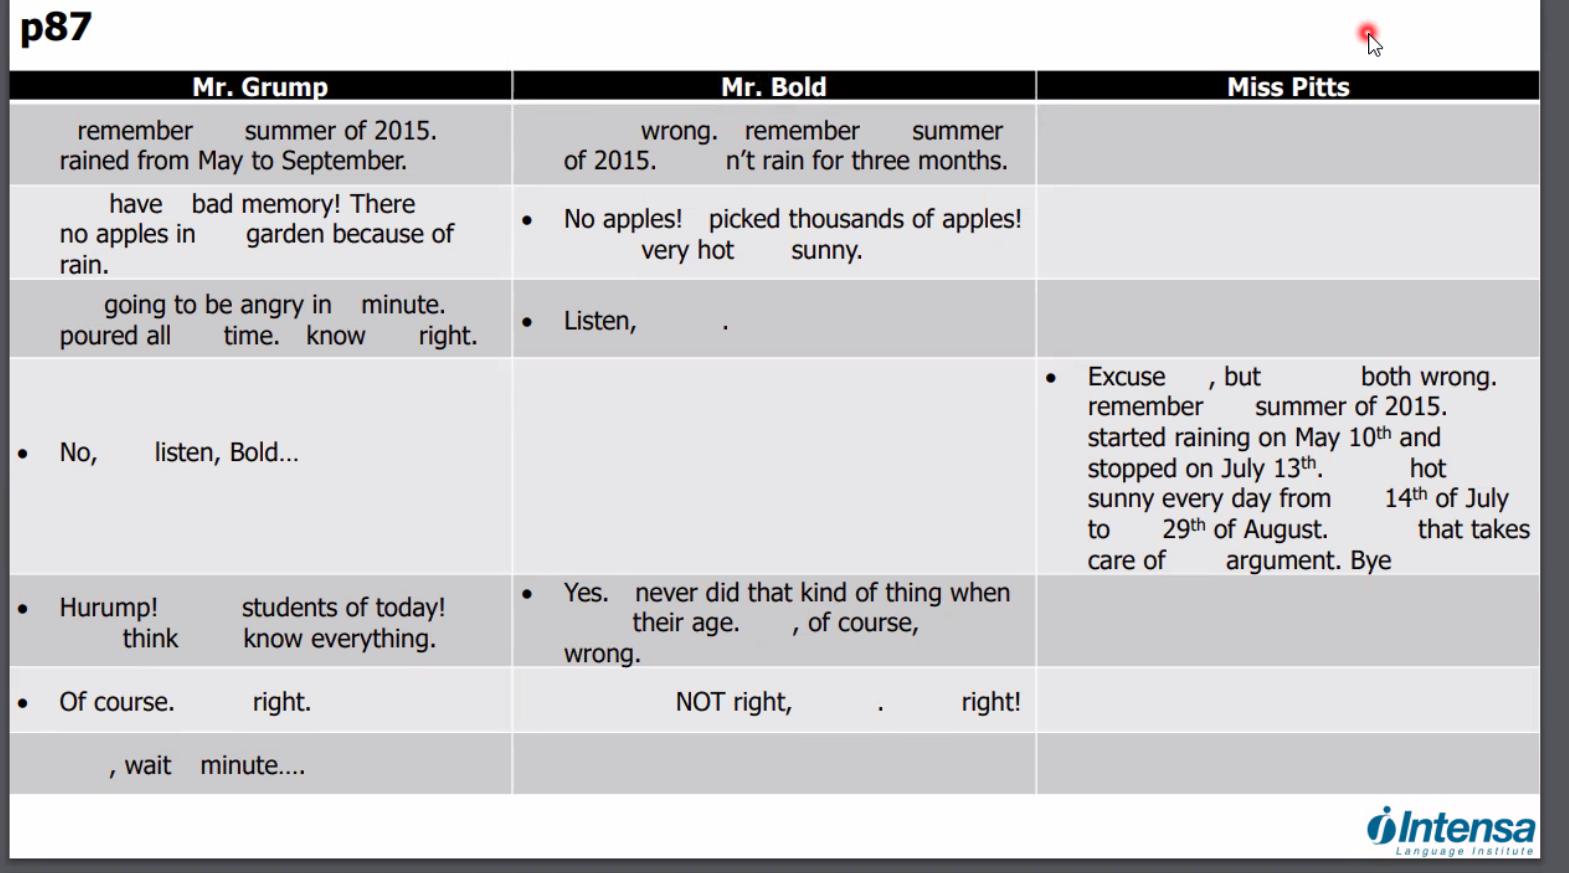 p87
Mr. Grump
Mr. Bold
Miss Pitts
remember summer of 2015.
rained from May to September.
wrong. remember summer
of 2015. n't rain for three months.
have bad memory! There
no apples in garden because of
rain.
• No apples! picked thousands of apples!
very hot sunny.
going to be angry in minute.
poured all time. know right.
• Listen, .
• No, listen, Bold...
• Excuse , but both wrong.
remember summer of 2015.
started raining on May 10th and
stopped on July 13th. hot
sunny every day from 14th of July
to 29th of August. that takes
care of argument. Bye
• Hurump! students of today!
think know everything.
• Yes. never did that kind of thing when
their age. , of course,
wrong.
• Of course. right.
NOT right, . right!
, wait minute....
Intensa
Language Institute